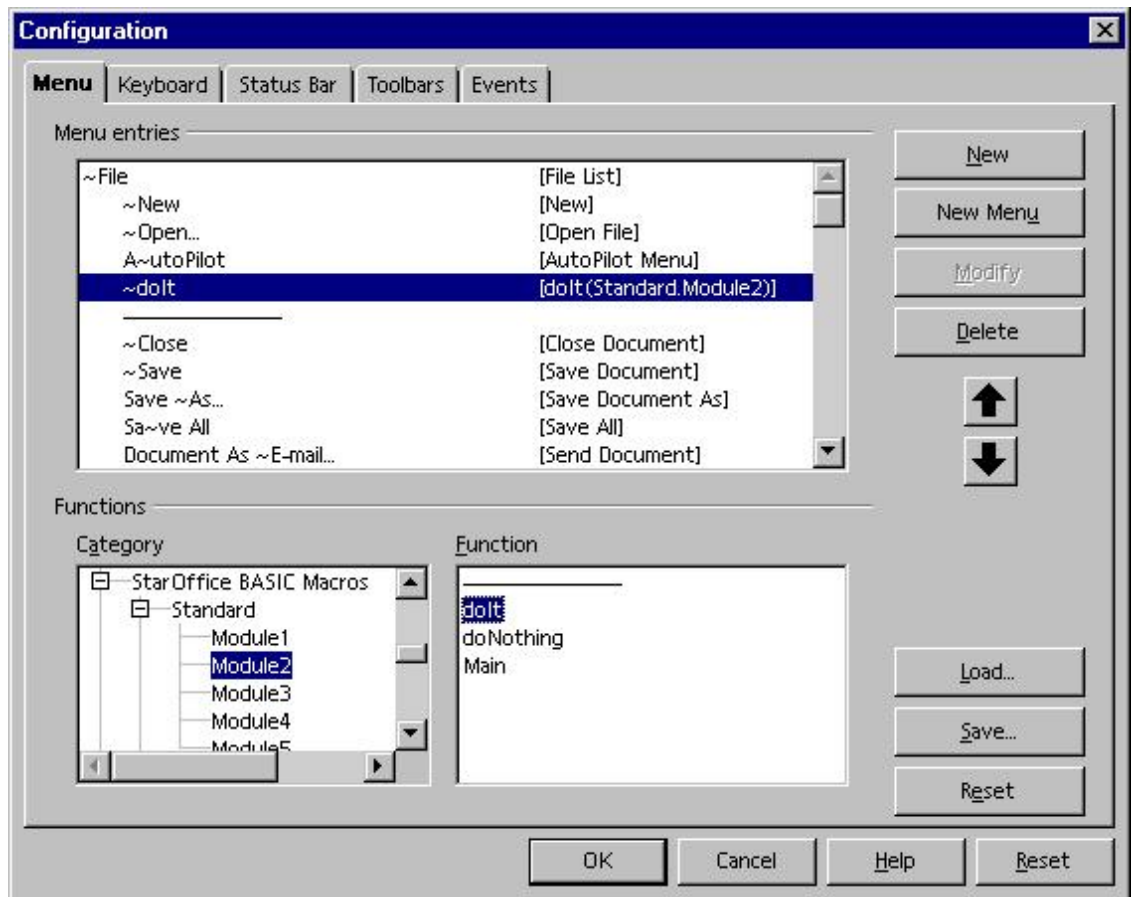 Configuration
Menu Keyboard Status Bar Toolbars Events
Menu entries
~File [File List]
~New [New]
~Open... [Open File]
A~utoPilot [AutoPilot Menu]
~doIt [doIt(Standard.Module2)]
~Close [Close Document]
~Save [Save Document]
Save ~As... [Save Document As]
Sa~ve All [Save All]
Document As ~E-mail... [Send Document]
New
New Menu
Modify
Delete
Functions
Category
StarOffice BASIC Macros
Standard
Module1
Module2
Module3
Module4
Module5
Function
doIt
doNothing
Main
Load...
Save...
Reset
OK Cancel Help Reset